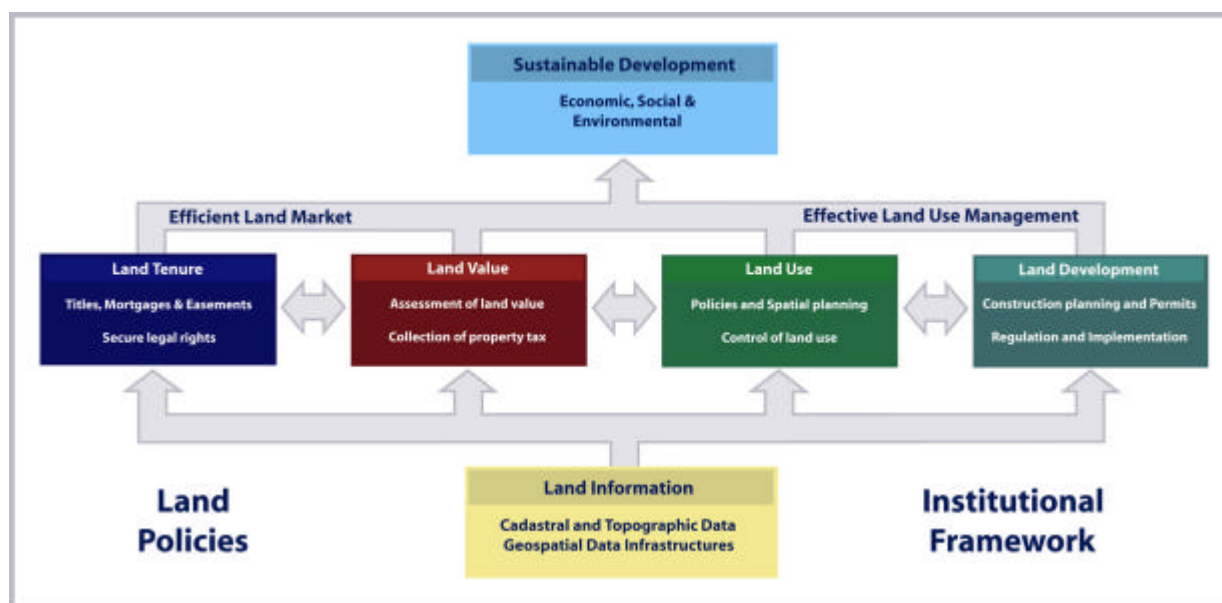 Sustainable Development
Economic, Social &
Environmental
Efficient Land Market
Effective Land Use Management
Land Tenure
Titles, Mortgages & Easements
Secure legal rights
Land Value
Assessment of land value
Collection of property tax
Land Use
Policies and Spatial planning
Control of land use
Land Development
Construction planning and Permits
Regulation and Implementation
Land
Policies
Land Information
Cadastral and Topographic Data
Geospatial Data Infrastructures
Institutional
Framework